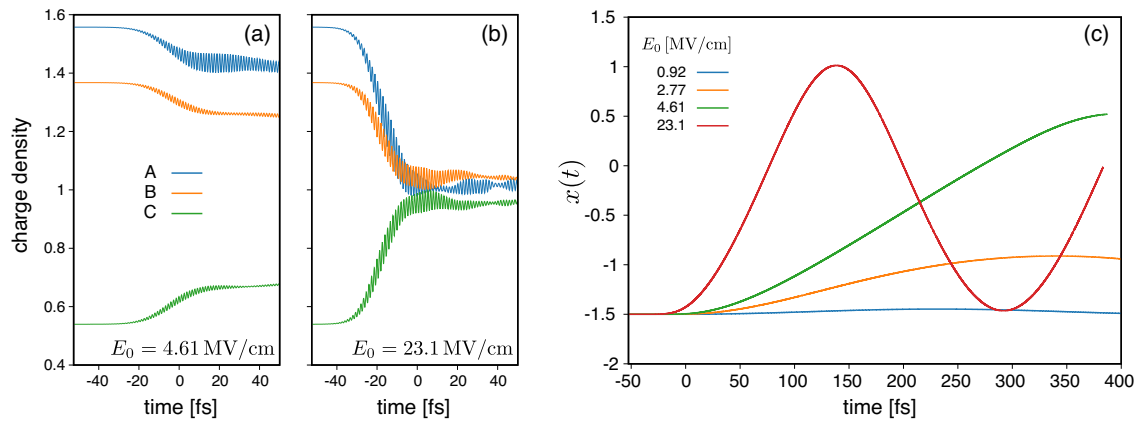 (a)
charge density
1.6
1.4
1.2
1
0.8
0.6
0.4
A
B
C
E₀ = 4.61 MV/cm
-40
-20
0
20
40
time [fs]
(b)
E₀ = 23.1 MV/cm
-40
-20
0
20
40
time [fs]
(c)
x(t)
1.5
1
0.5
0
-0.5
-1
-1.5
-2
E₀ [MV/cm]
0.92
2.77
4.61
23.1
-50
0
50
100
150
200
250
300
350
400
time [fs]